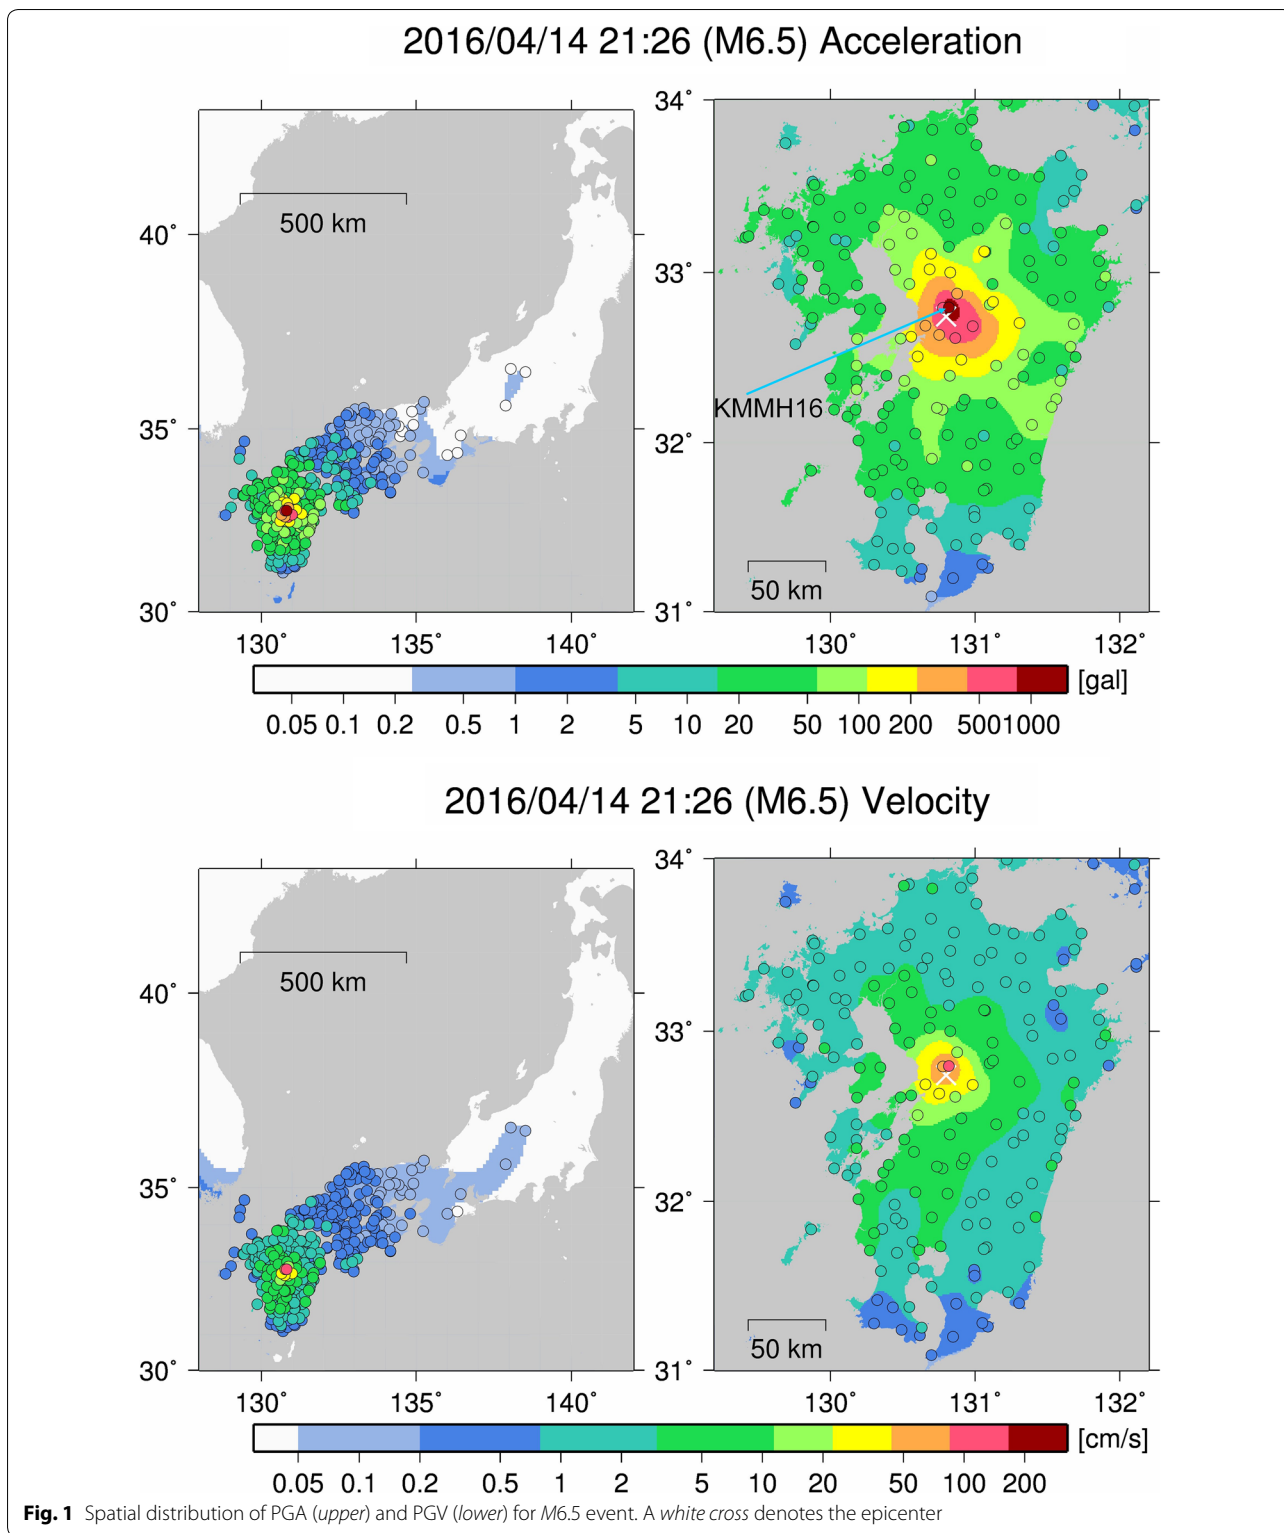 2016/04/14 21:26 (M6.5) Acceleration
34˚
500 km
40˚
33˚
35˚
KMMH16
32˚
50 km
30˚
31˚
130˚ 135˚ 140˚ 130˚ 131˚ 132˚
[gal]
0.05 0.1 0.2 0.5 1 2 5 10 20 50 100 200 500 1000
2016/04/14 21:26 (M6.5) Velocity
34˚
500 km
40˚
33˚
35˚
32˚
50 km
30˚
31˚
130˚ 135˚ 140˚ 130˚ 131˚ 132˚
[cm/s]
0.05 0.1 0.2 0.5 1 2 5 10 20 50 100 200
Fig. 1 Spatial distribution of PGA (upper) and PGV (lower) for M6.5 event. A white cross denotes the epicenter